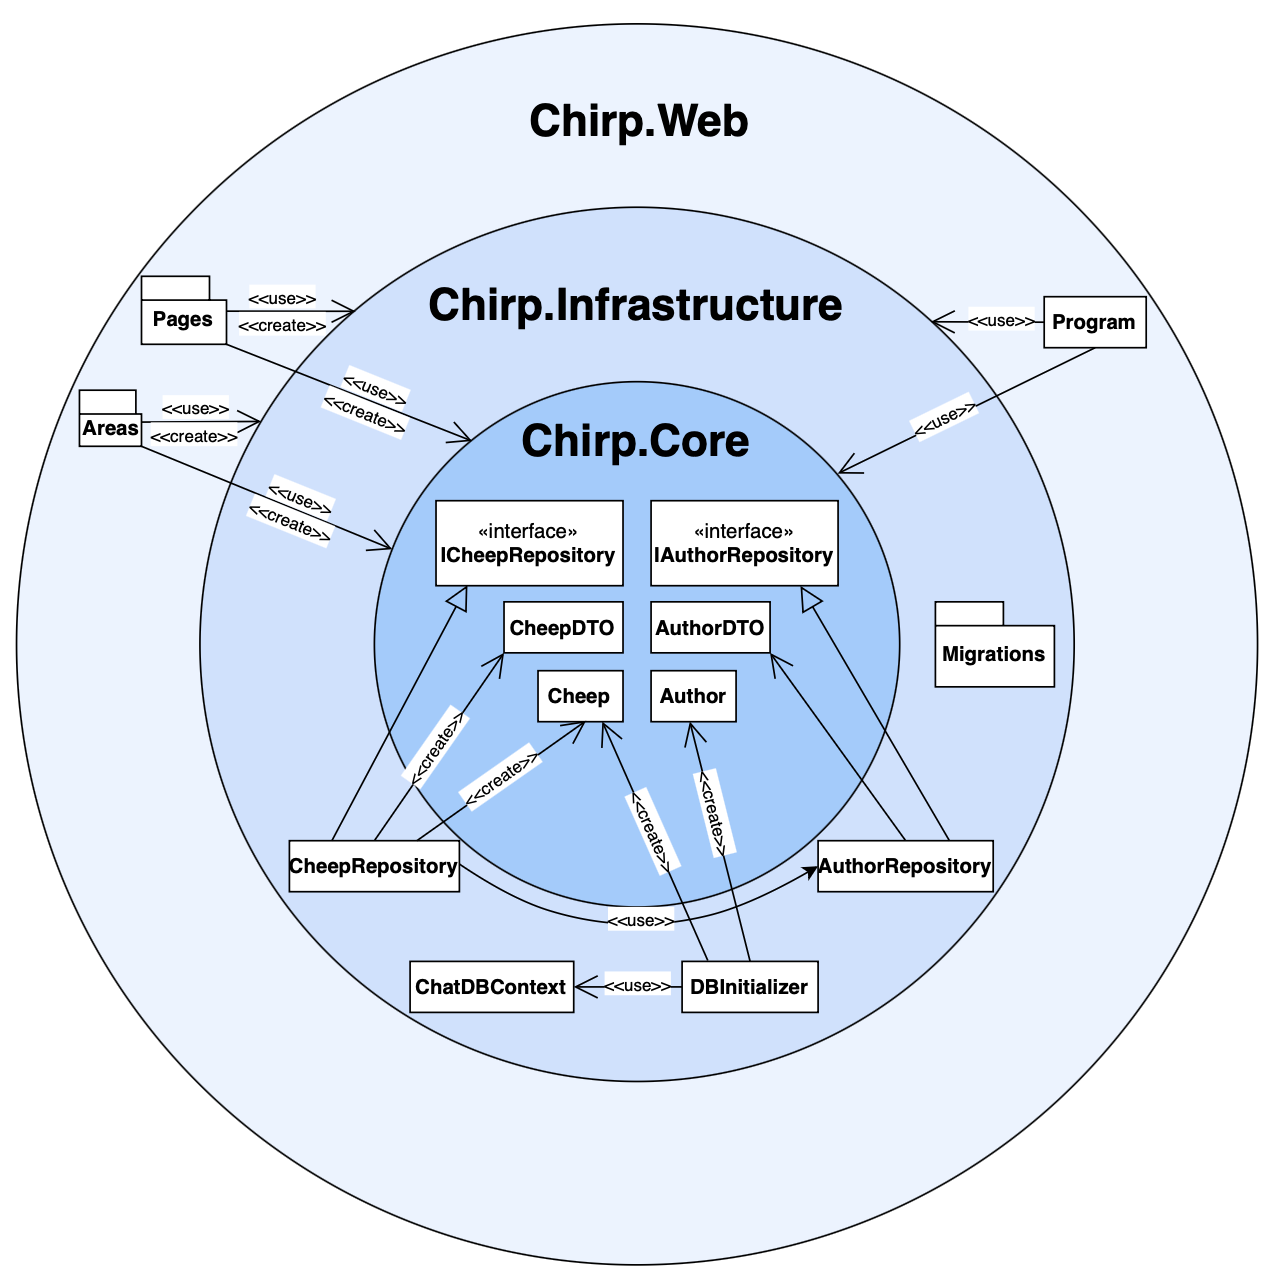 Chirp.Web
Chirp.Infrastructure
Pages
<<use>>
<<create>>
<<use>>
<<create>>
<<use>>
Program
<<use>>
Areas
<<use>>
<<create>>
<<use>>
<<create>>
Chirp.Core
«interface»
ICheepRepository
«interface»
IAuthorRepository
CheepDTO
AuthorDTO
Cheep
Author
Migrations
<<create>>
<<create>>
<<create>>
<<create>>
CheepRepository
AuthorRepository
<<use>>
ChatDBContext
<<use>>
DBInitializer